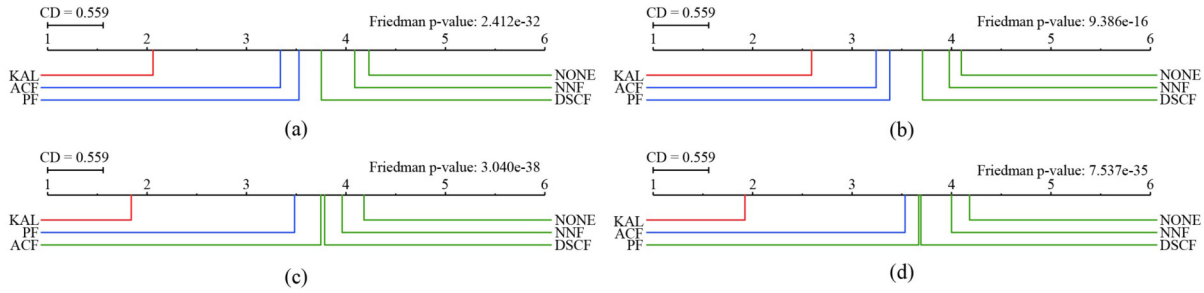 CD = 0.559
Friedman p-value: 2.412e-32
1 2 3 4 5 6
KAL
ACF
PF
NONE
NNF
DSCF
(a)
CD = 0.559
Friedman p-value: 9.386e-16
1 2 3 4 5 6
KAL
ACF
PF
NONE
NNF
DSCF
(b)
CD = 0.559
Friedman p-value: 3.040e-38
1 2 3 4 5 6
KAL
PF
ACF
NONE
NNF
DSCF
(c)
CD = 0.559
Friedman p-value: 7.537e-35
1 2 3 4 5 6
KAL
ACF
PF
NONE
NNF
DSCF
(d)